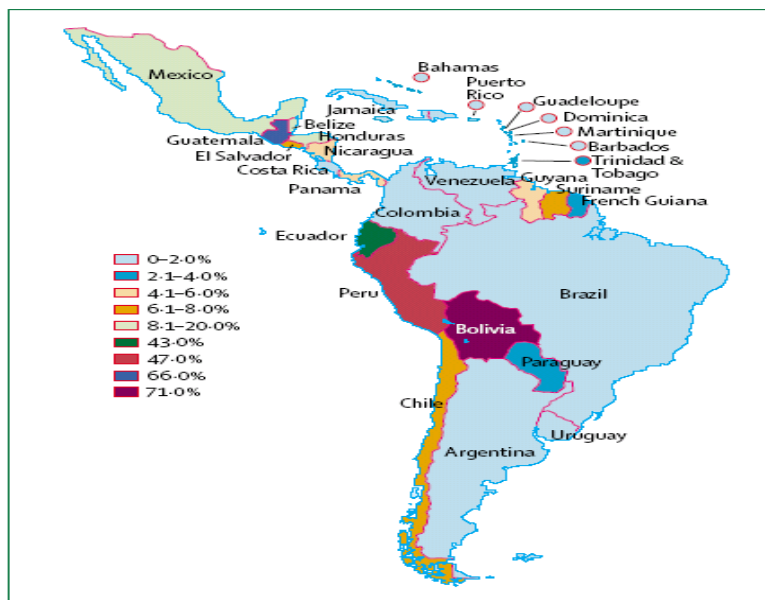 Mexico
Bahamas
Puerto
Rico
Guadeloupe
Dominica
Martinique
Barbados
Trinidad &
Tobago
Jamaica
Belize
Honduras
Guatemala
Nicaragua
El Salvador
Costa Rica
Panama
Venezuela
Guyana
Suriname
French Guiana
Colombia
Ecuador
Peru
Brazil
Bolivia
Paraguay
Chile
Uruguay
Argentina
0–2·0%
2·1–4·0%
4·1–6·0%
6·1–8·0%
8·1–20·0%
43·0%
47·0%
66·0%
71·0%